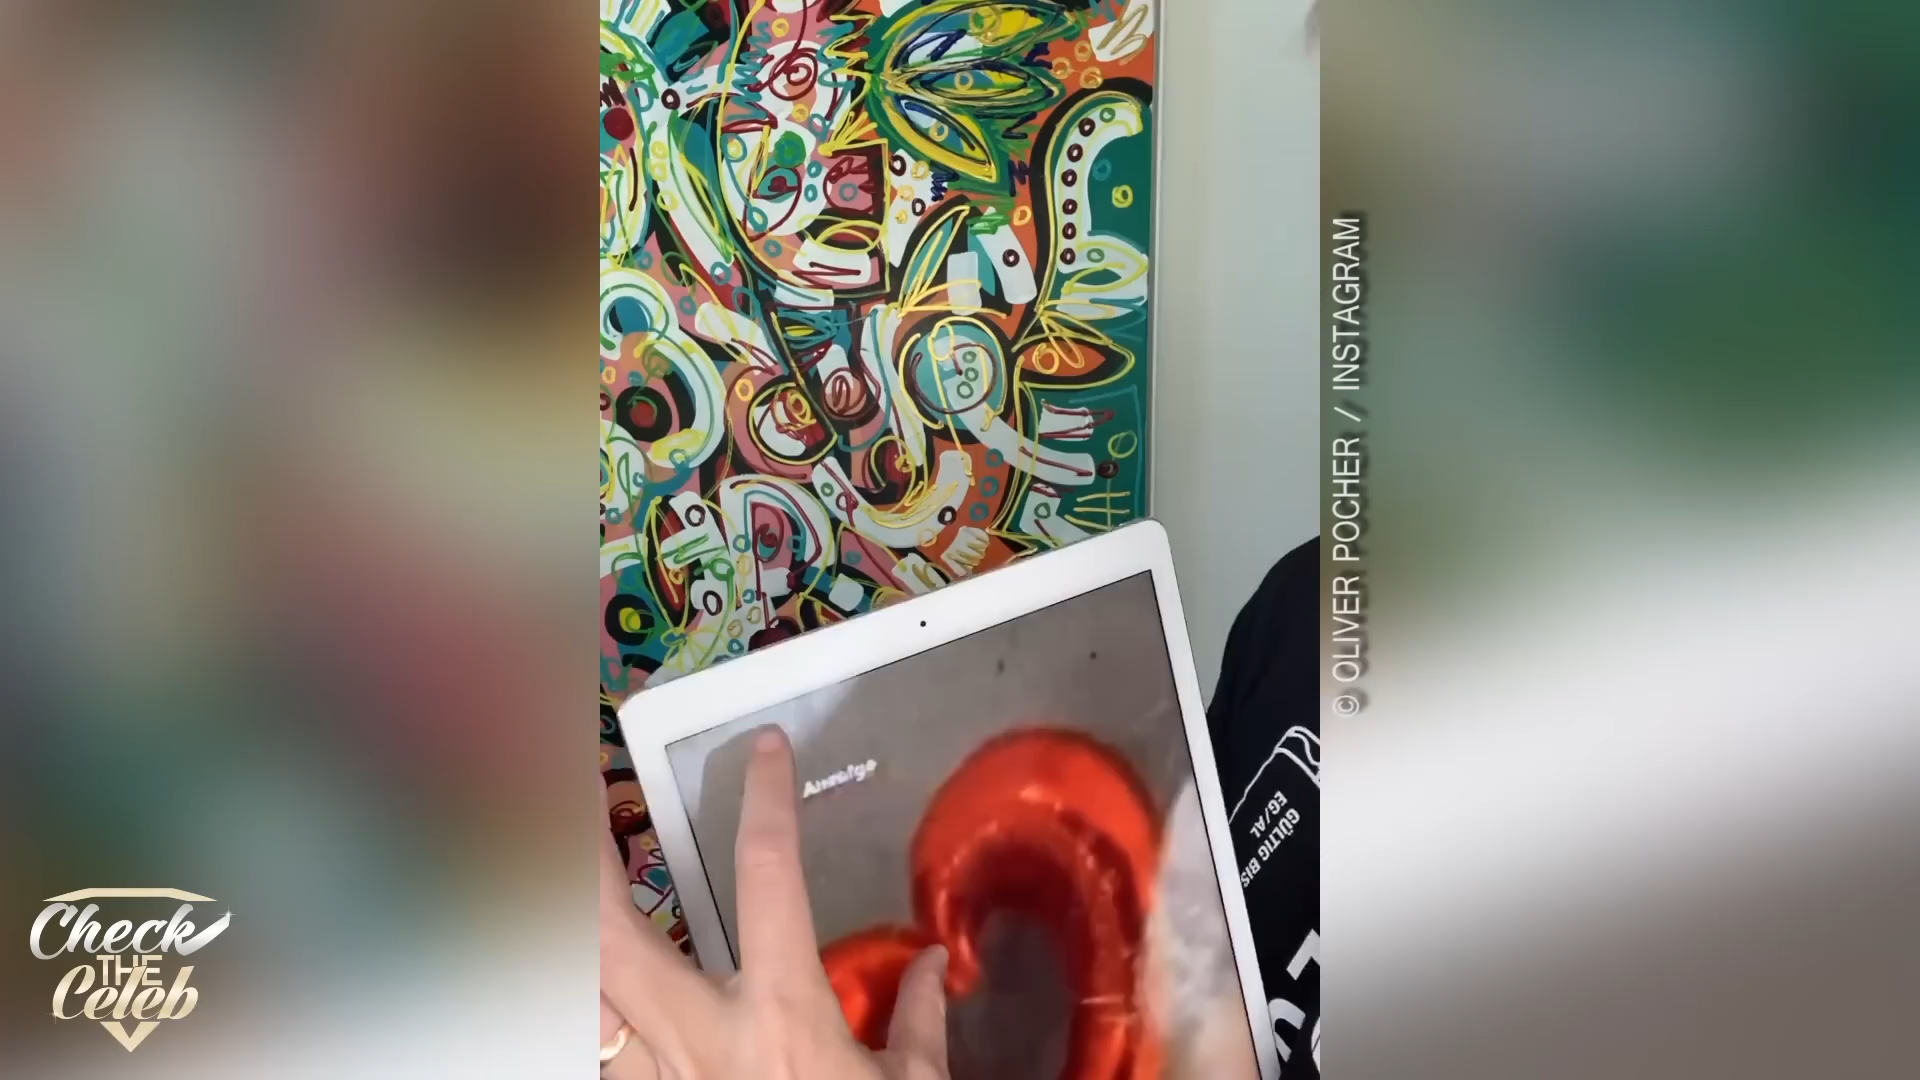 © OLIVER POCHER / INSTAGRAM
Anzeige
GÜLTIG BIS
EG/AL
Check
THE
Celeb